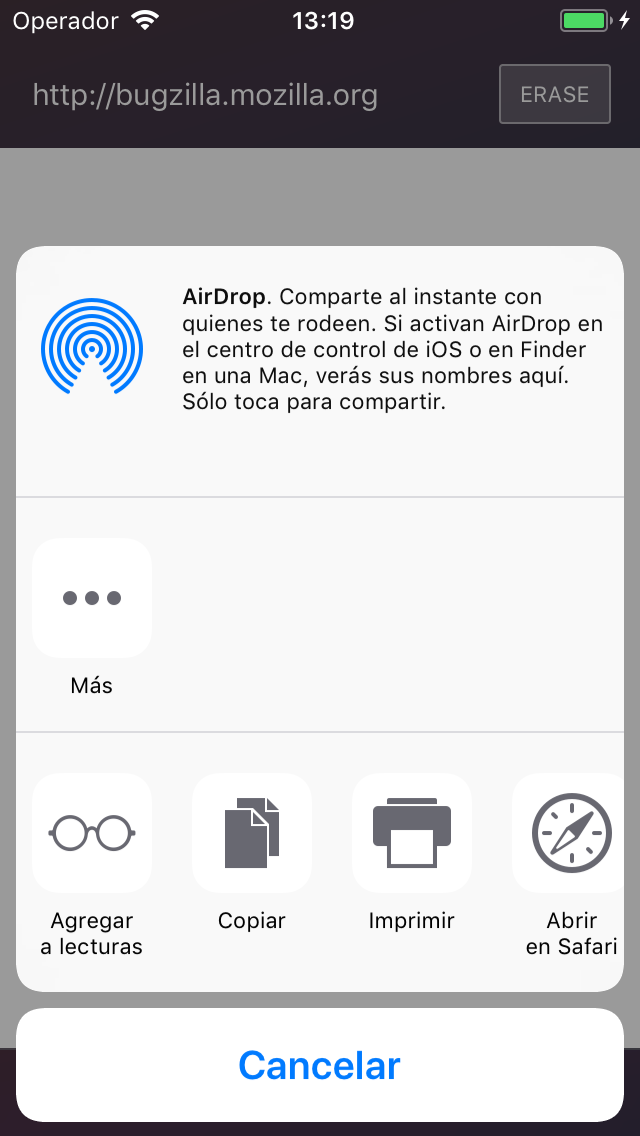 Operador 13:19
http://bugzilla.mozilla.org ERASE
AirDrop. Comparte al instante con
quienes te rodeen. Si activan AirDrop en
el centro de control de iOS o en Finder
en una Mac, verás sus nombres aquí.
Sólo toca para compartir.
Más
Agregar
a lecturas
Copiar
Imprimir
Abrir
en Safari
Cancelar